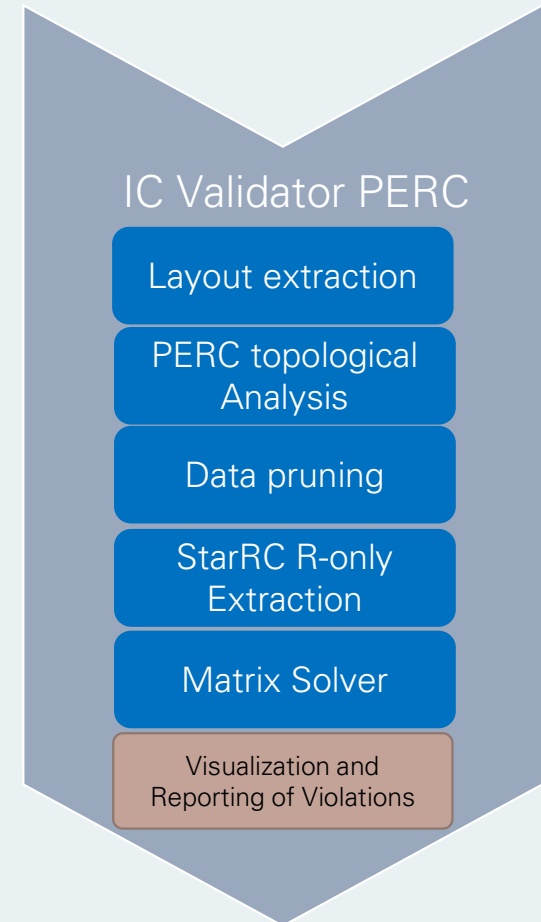 IC Validator PERC
Layout extraction
PERC topological
Analysis
Data pruning
StarRC R-only
Extraction
Matrix Solver
Visualization and
Reporting of Violations